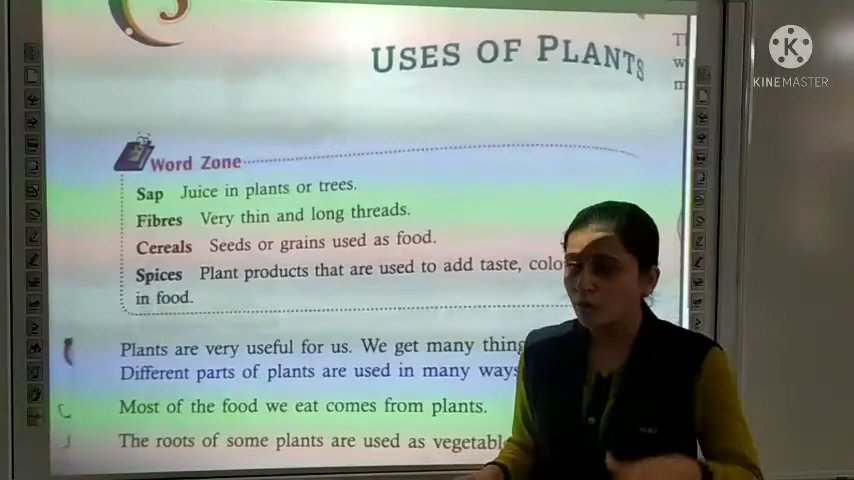 USES OF PLANTS
K
KINEMASTER
Word Zone
Sap Juice in plants or trees.
Fibres Very thin and long threads.
Cereals Seeds or grains used as food.
Spices Plant products that are used to add taste,
in food.
Plants are very useful for us. We get many
Different parts of plants are used in many ways
Most of the food we eat comes from plants.
The roots of some plants are used as